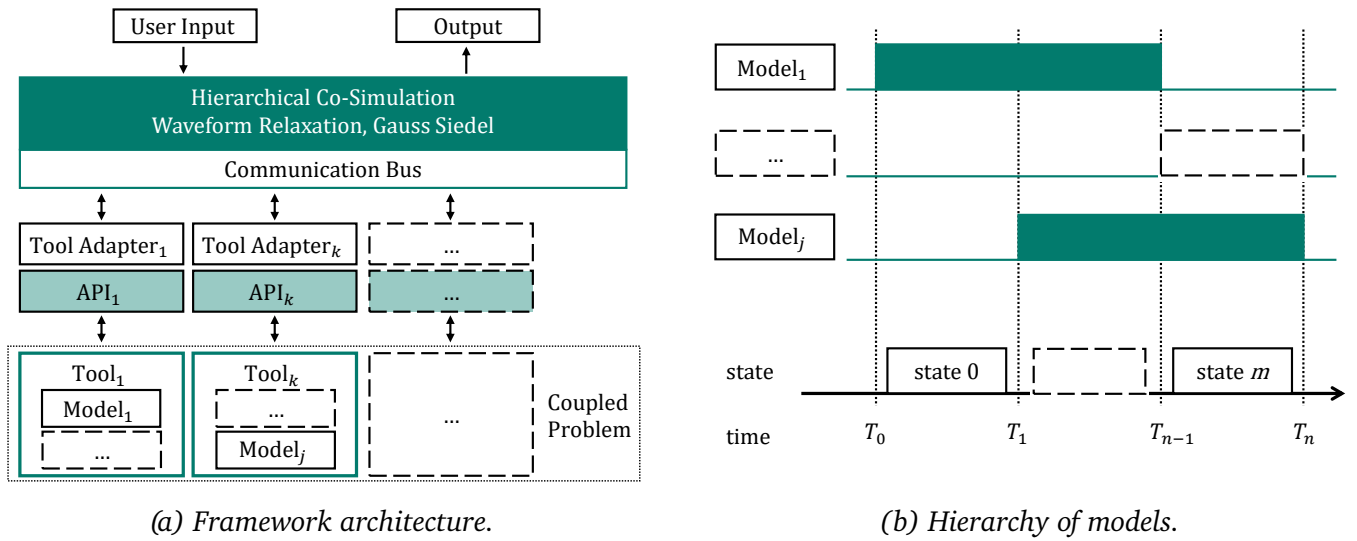 User Input
Output
Hierarchical Co-Simulation
Waveform Relaxation, Gauss Siedel
Communication Bus
Tool Adapter₁
Tool Adapterₖ
...
API₁
APIₖ
...
Tool₁
Model₁
...
Toolₖ
...
Modelⱼ
...
Coupled
Problem
(a) Framework architecture.
Model₁
...
Modelⱼ
state
state 0
state m
time
T₀
T₁
Tₙ₋₁
Tₙ
(b) Hierarchy of models.